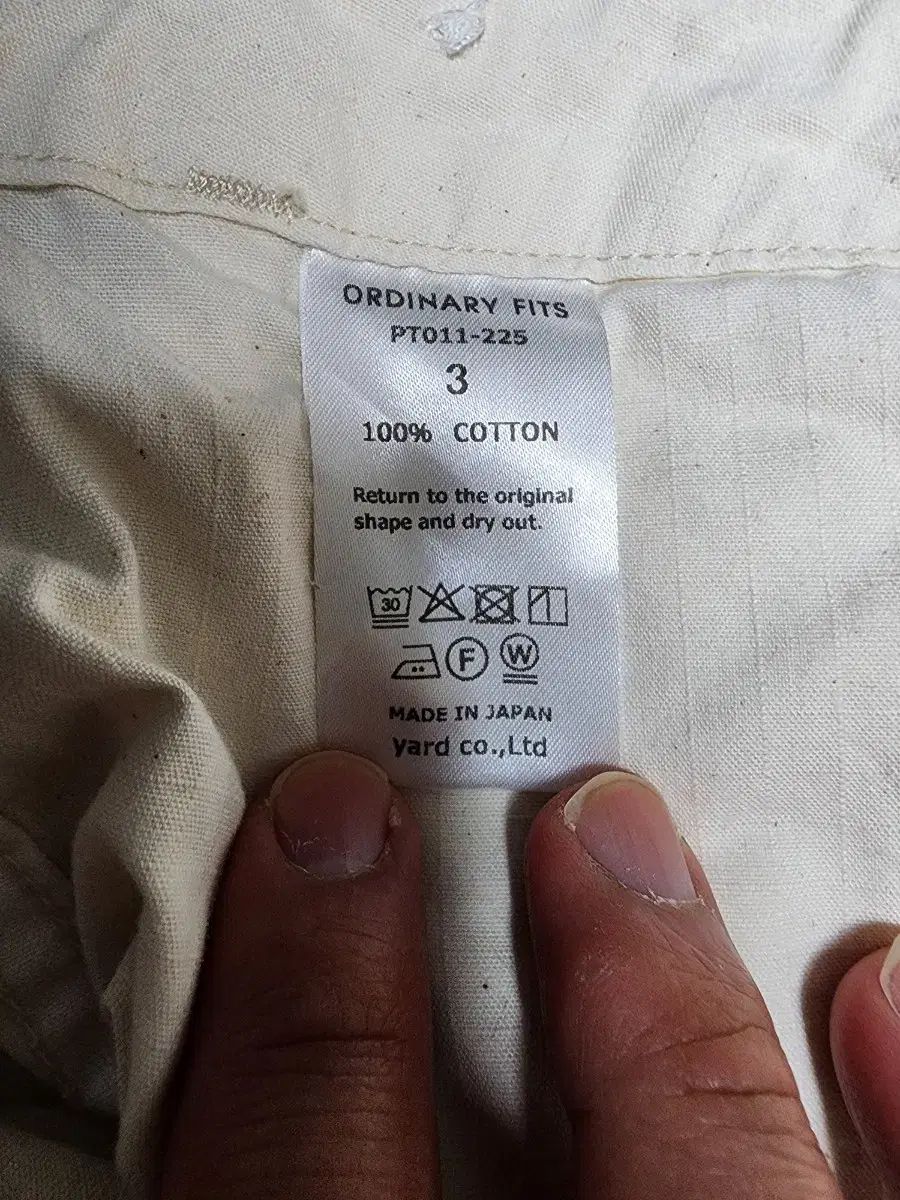 ORDINARY FITS
PT011-225
3
100% COTTON
Return to the original
shape and dry out.
30
F W
MADE IN JAPAN
yard co.,Ltd